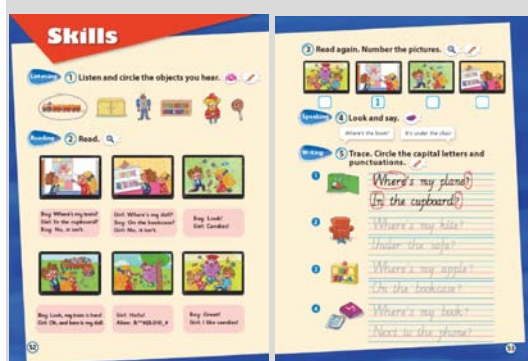 Skills
Listening 1 Listen and circle the objects you hear.
Reading 2 Read.
Boy: Where's my train?
Girl: In the cupboard?
Boy: No, it isn't.
Girl: Where's my doll?
Boy: On the bookcase?
Girl: No, it isn't.
Boy: Look!
Girl: Candies!
Boy: Look, my train is here!
Girl: Oh, and here is my doll.
Girl: Hello!
Boy: Great!
Girl: I like candies!
52
3 Read again. Number the pictures.
1
Speaking 4 Look and say.
Where's the book?
It's under the chair.
Writing 5 Trace. Circle the capital letters and
punctuations.
1 Where's my plane?
In the cupboard?
2 Where's my kite?
Under the sofa?
3 Where's my apple?
On the bookcase?
4 Where's my book?
Next to the phone?
53